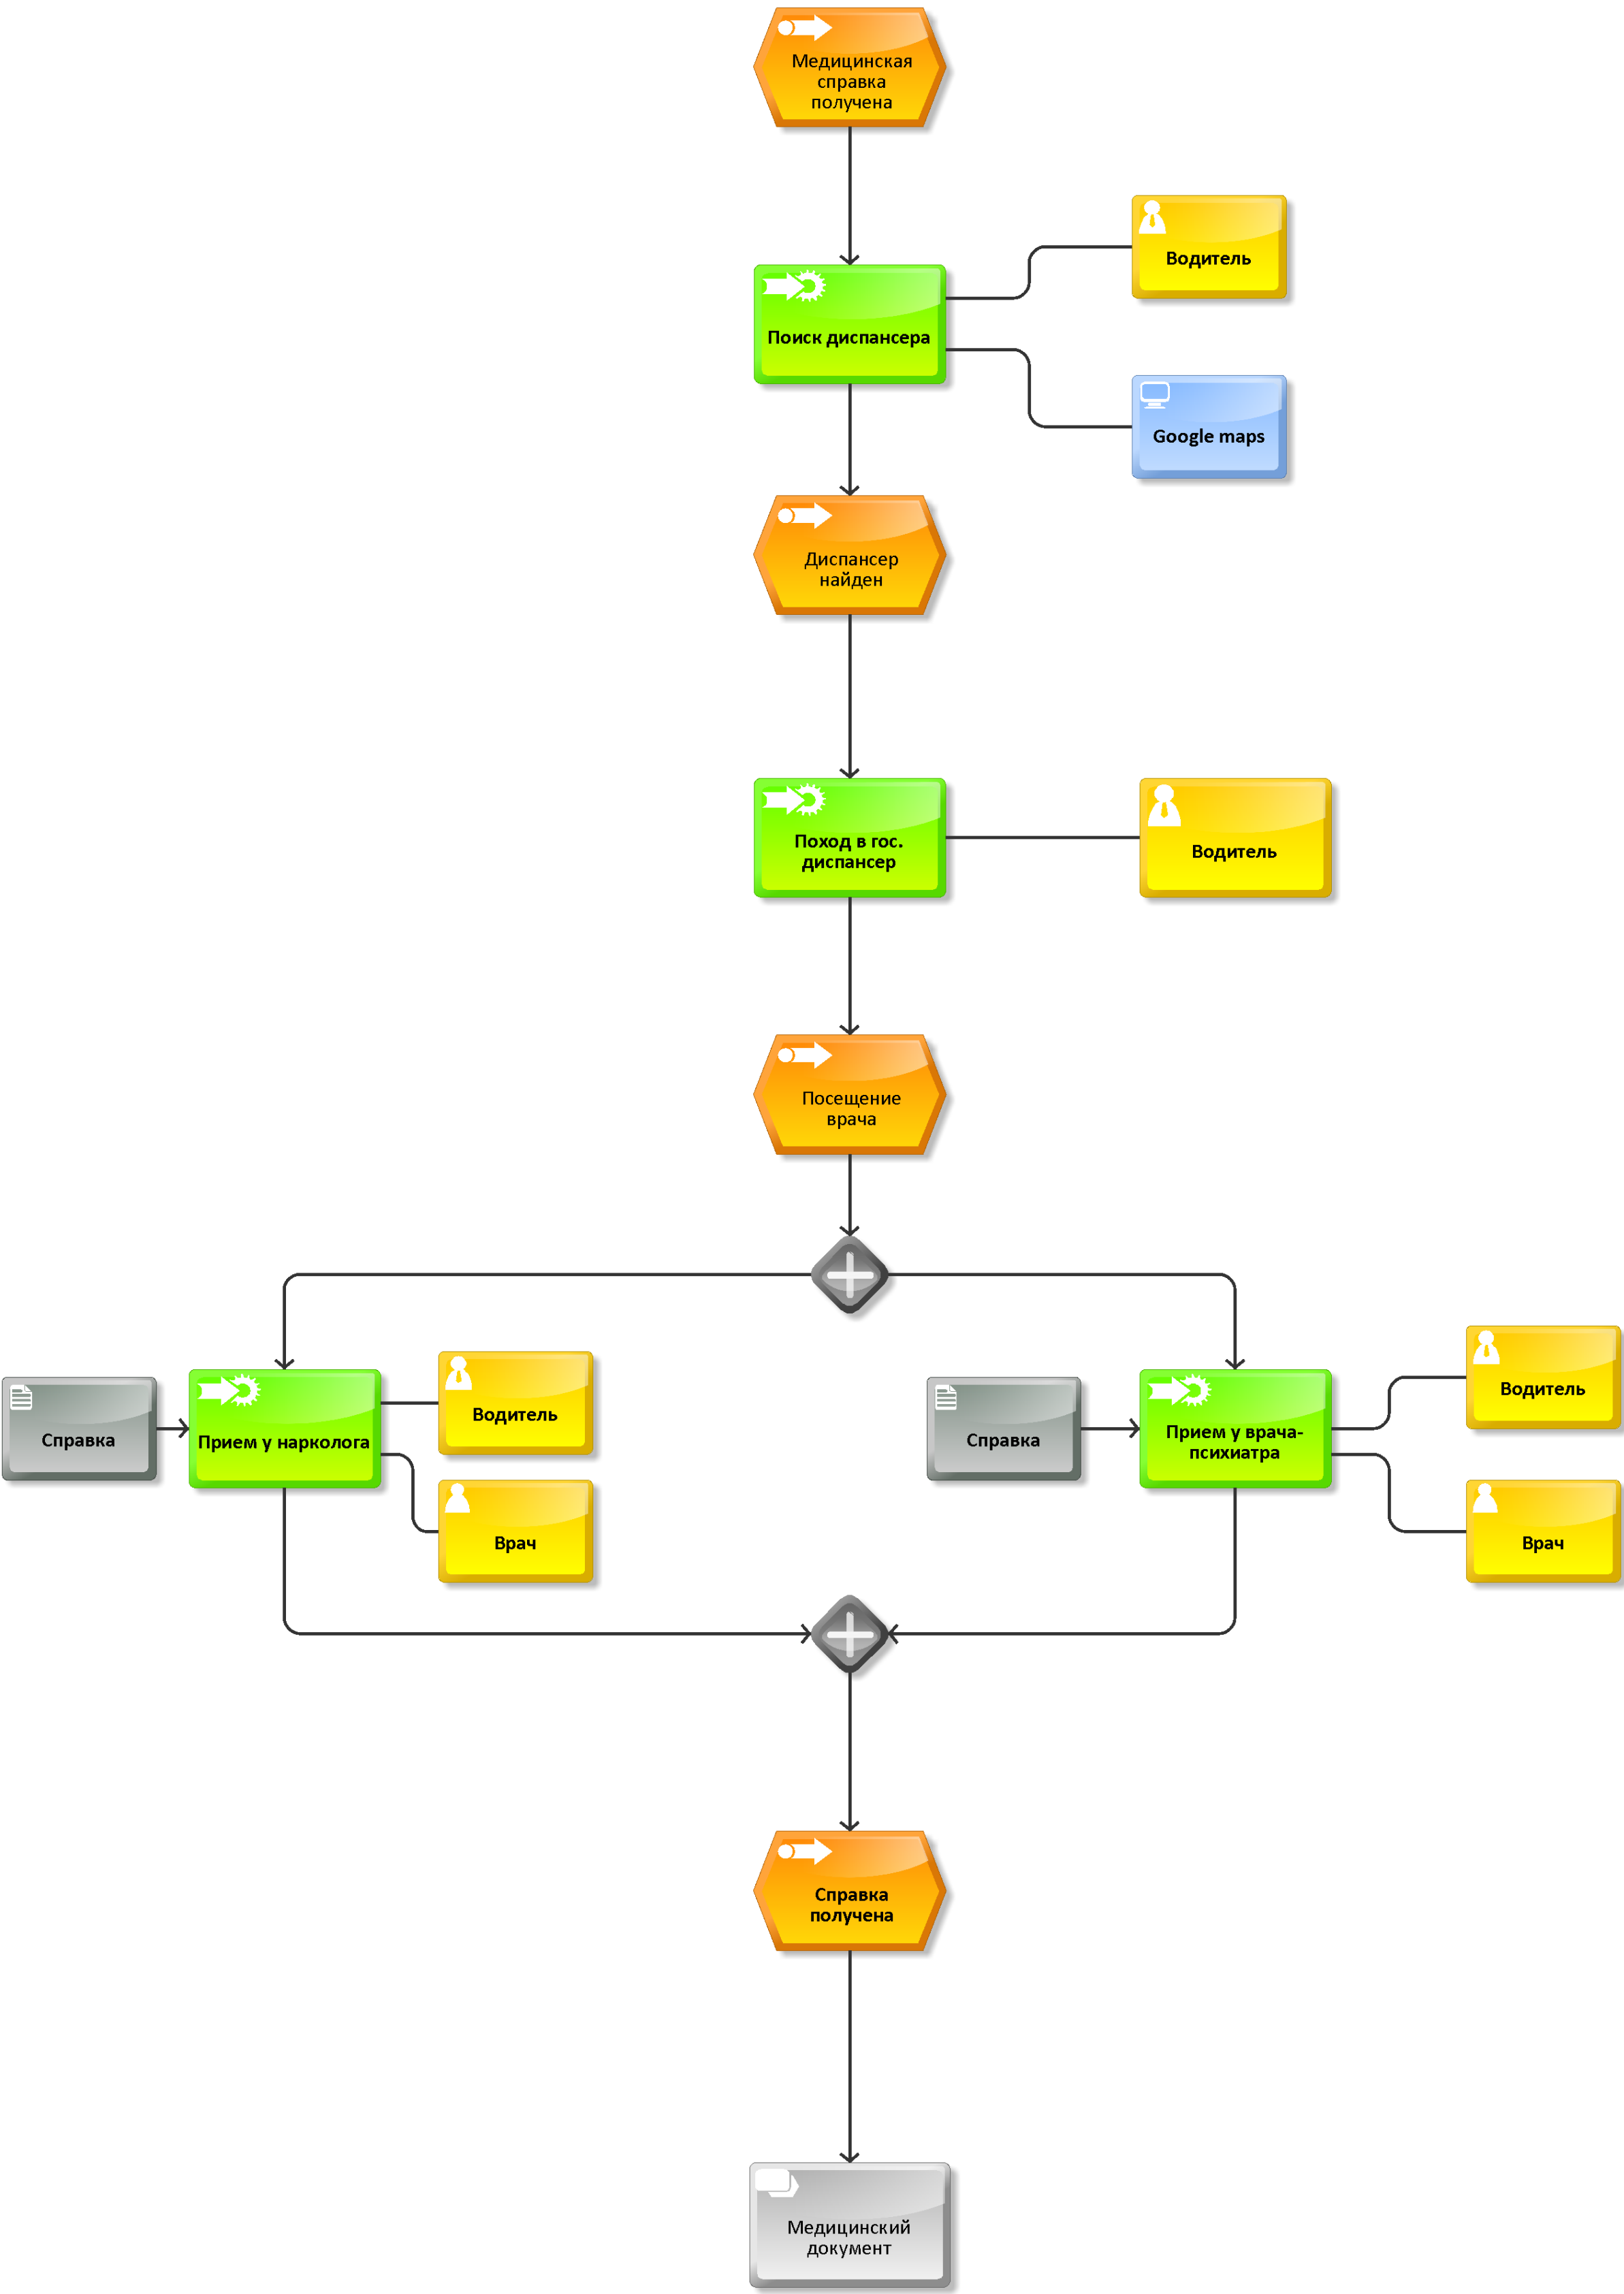 Медицинская
справка
получена
Водитель
Поиск диспансера
Google maps
Диспансер
найден
Поход в гос.
диспансер
Водитель
Посещение
врача
Справка
Прием у нарколога
Водитель
Врач
Справка
Прием у врача-
психиатра
Водитель
Врач
Справка
получена
Медицинский
документ